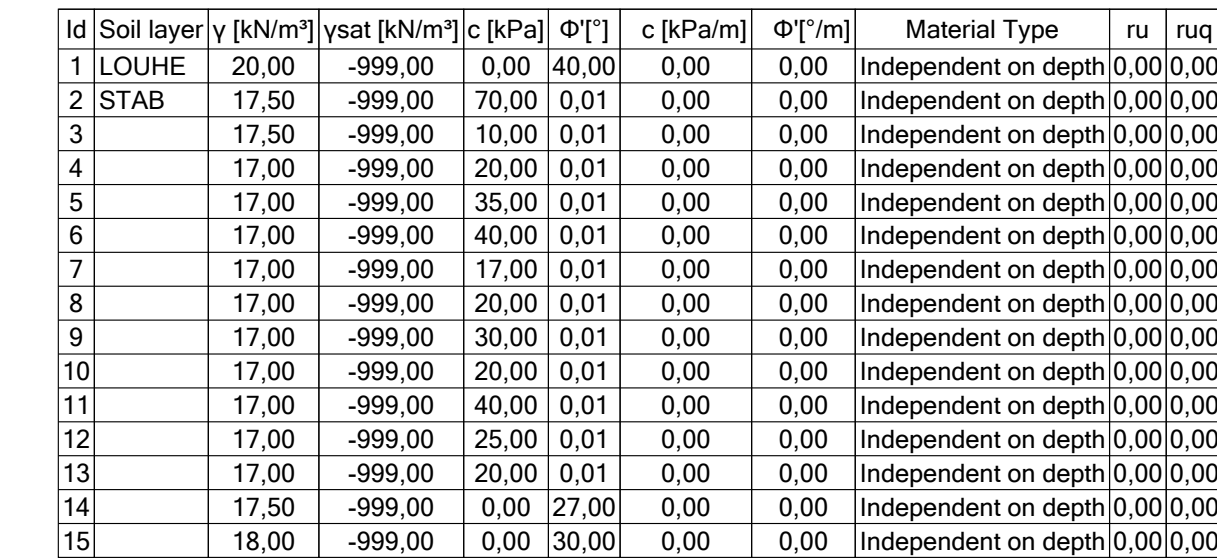 Id Soil layer γ [kN/m³] γsat [kN/m³] c [kPa] Φ'[°] c [kPa/m] Φ'[°/m] Material Type ru ruq
1 LOUHE 20,00 -999,00 0,00 40,00 0,00 0,00 Independent on depth 0,00 0,00
2 STAB 17,50 -999,00 70,00 0,01 0,00 0,00 Independent on depth 0,00 0,00
3 17,50 -999,00 10,00 0,01 0,00 0,00 Independent on depth 0,00 0,00
4 17,00 -999,00 20,00 0,01 0,00 0,00 Independent on depth 0,00 0,00
5 17,00 -999,00 35,00 0,01 0,00 0,00 Independent on depth 0,00 0,00
6 17,00 -999,00 40,00 0,01 0,00 0,00 Independent on depth 0,00 0,00
7 17,00 -999,00 17,00 0,01 0,00 0,00 Independent on depth 0,00 0,00
8 17,00 -999,00 20,00 0,01 0,00 0,00 Independent on depth 0,00 0,00
9 17,00 -999,00 30,00 0,01 0,00 0,00 Independent on depth 0,00 0,00
10 17,00 -999,00 20,00 0,01 0,00 0,00 Independent on depth 0,00 0,00
11 17,00 -999,00 40,00 0,01 0,00 0,00 Independent on depth 0,00 0,00
12 17,00 -999,00 25,00 0,01 0,00 0,00 Independent on depth 0,00 0,00
13 17,00 -999,00 20,00 0,01 0,00 0,00 Independent on depth 0,00 0,00
14 17,50 -999,00 0,00 27,00 0,00 0,00 Independent on depth 0,00 0,00
15 18,00 -999,00 0,00 30,00 0,00 0,00 Independent on depth 0,00 0,00